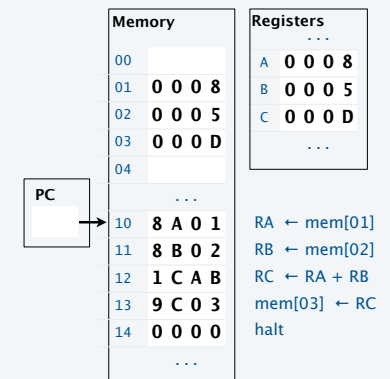 Memory
00
01 0 0 0 8
02 0 0 0 5
03 0 0 0 D
04
. . .
10 8 A 0 1 RA ← mem[01]
11 8 B 0 2 RB ← mem[02]
12 1 C A B RC ← RA + RB
13 9 C 0 3 mem[03] ← RC
14 0 0 0 0 halt
. . .
Registers
. . .
A 0 0 0 8
B 0 0 0 5
C 0 0 0 D
. . .
PC